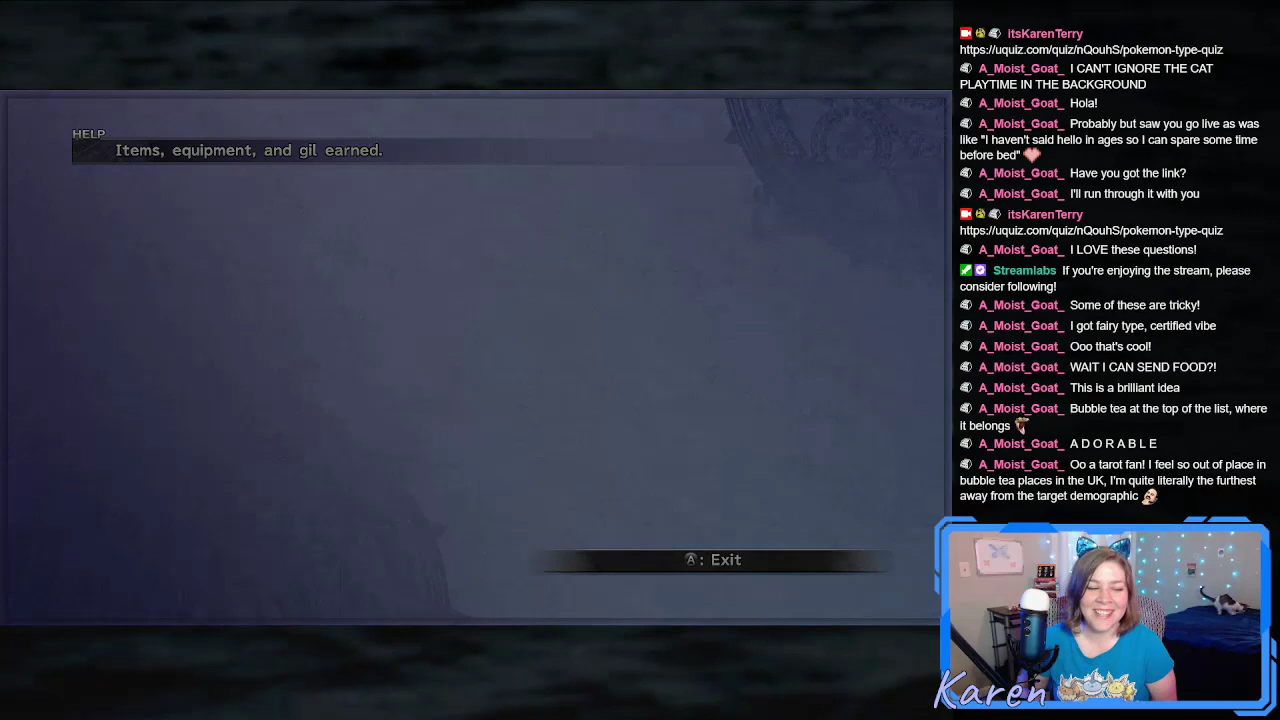 HELP
Items, equipment, and gil earned.
A: Exit
itsKarenTerry
https://uquiz.com/quiz/nQouhS/pokemon-type-quiz
A_Moist_Goat_ I CAN'T IGNORE THE CAT
PLAYTIME IN THE BACKGROUND
A_Moist_Goat_ Hola!
A_Moist_Goat_ Probably but saw you go live as was
like "I haven't said hello in ages so I can spare some time
before bed"
A_Moist_Goat_ Have you got the link?
A_Moist_Goat_ I'll run through it with you
itsKarenTerry
https://uquiz.com/quiz/nQouhS/pokemon-type-quiz
A_Moist_Goat_ I LOVE these questions!
Streamlabs If you're enjoying the stream, please
consider following!
A_Moist_Goat_ Some of these are tricky!
A_Moist_Goat_ I got fairy type, certified vibe
A_Moist_Goat_ Ooo that's cool!
A_Moist_Goat_ WAIT I CAN SEND FOOD?!
A_Moist_Goat_ This is a brilliant idea
A_Moist_Goat_ Bubble tea at the top of the list, where
it belongs
A_Moist_Goat_ A D O R A B L E
A_Moist_Goat_ Oo a tarot fan! I feel so out of place in
bubble tea places in the UK, I'm quite literally the furthest
away from the target demographic
Karen